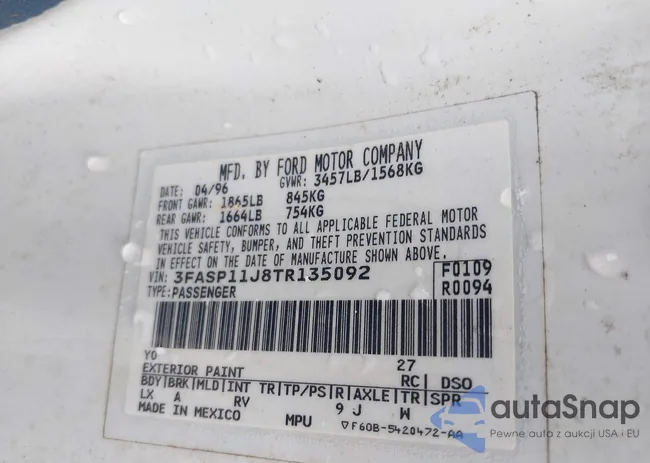 MFD. BY FORD MOTOR COMPANY
DATE: 04/96 GVWR: 3457LB/1568KG
FRONT GAWR: 1865LB 845KG
REAR GAWR: 1664LB 754KG
THIS VEHICLE CONFORMS TO ALL APPLICABLE FEDERAL MOTOR
VEHICLE SAFETY, BUMPER, AND THEFT PREVENTION STANDARDS
IN EFFECT ON THE DATE OF MANUFACTURE SHOWN ABOVE.
VIN: 3FASP11J8TR135092 F0109
TYPE: PASSENGER R0094
YO 27
EXTERIOR PAINT RC DSO
BDY BRK MLD INT TR TP/PS R AXLE TR SPR
LX A RV 9 J W
MADE IN MEXICO MPU ▽F60B-5420472-AA
autoSnap
Pewne auto z aukcji USA i EU